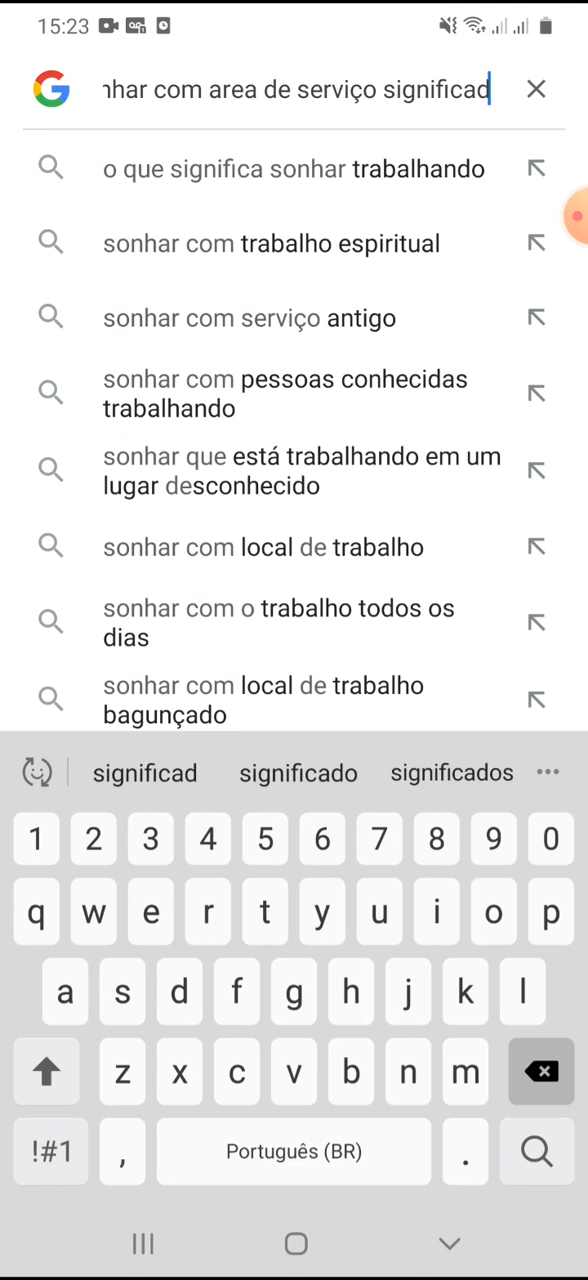 15:23
nhar com area de serviço significad
o que significa sonhar trabalhando
sonhar com trabalho espiritual
sonhar com serviço antigo
sonhar com pessoas conhecidas
trabalhando
sonhar que está trabalhando em um
lugar desconhecido
sonhar com local de trabalho
sonhar com o trabalho todos os
dias
sonhar com local de trabalho
bagunçado
significad significado significados
1 2 3 4 5 6 7 8 9 0
q w e r t y u i o p
a s d f g h j k l
z x c v b n m
!#1 , Português (BR) .